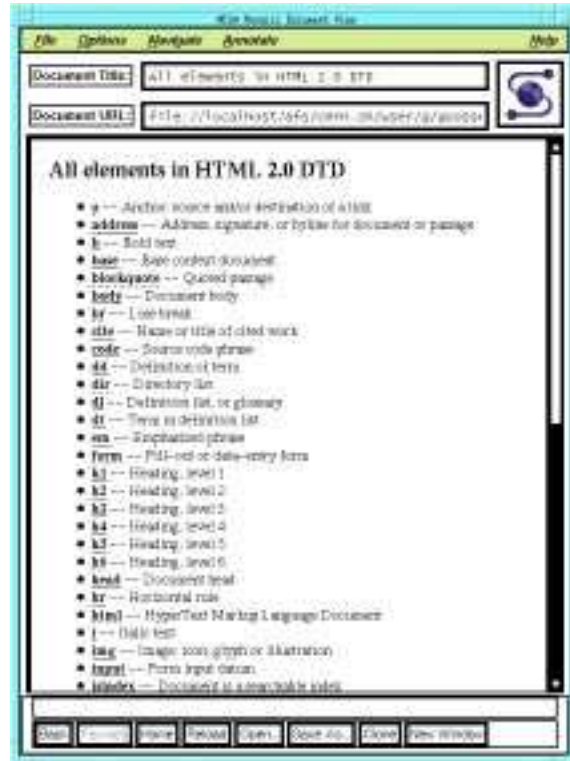 File Options Navigate Annotate Help
Document Title: All elements in HTML 2.0 DTD
Document URL: file://localhost/afs/
All elements in HTML 2.0 DTD
a --- Anchor: source and/or destination of a link
address --- Address, signature, or byline for document or passage
b --- Bold text
base --- Base context document
blockquote --- Quoted passage
body --- Document body
br --- Line break
cite --- Name or title of cited work
code --- Source code phrase
dd --- Definition of term
dir --- Directory list
dl --- Definition list, or glossary
dt --- Term in definition list
em --- Emphasized phrase
form --- Fill-out or data-entry form
h1 --- Heading, level 1
h2 --- Heading, level 2
h3 --- Heading, level 3
h4 --- Heading, level 4
h5 --- Heading, level 5
h6 --- Heading, level 6
head --- Document head
hr --- Horizontal rule
html --- HyperText Markup Language Document
i --- Italic text
img --- Image: icon, glyph or illustration
input --- Form input datum
isindex --- Document is a searchable index
Back Forward Home Reload Open... Save As... Clone New Window